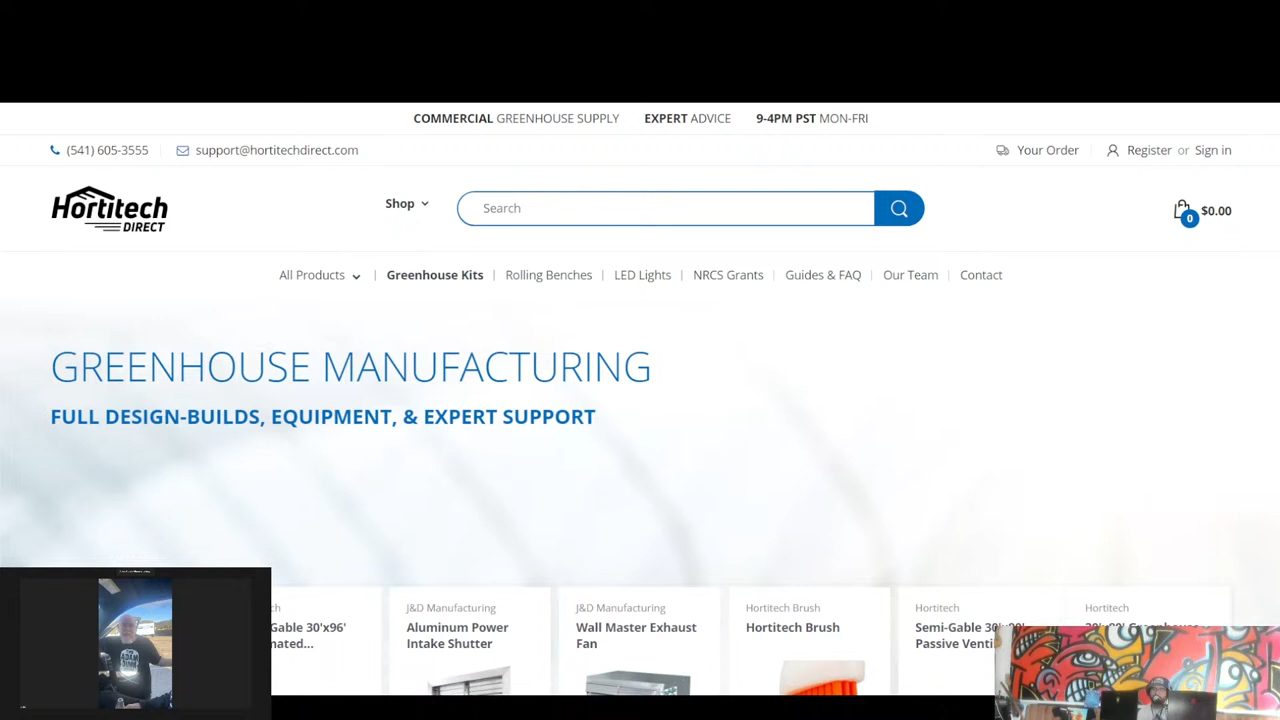 COMMERCIAL GREENHOUSE SUPPLY EXPERT ADVICE 9-4PM PST MON-FRI
(541) 605-3555 support@hortitechdirect.com Your Order Register or Sign in
Hortitech
DIRECT
Shop Search 0 $0.00
All Products Greenhouse Kits Rolling Benches LED Lights NRCS Grants Guides & FAQ Our Team Contact
GREENHOUSE MANUFACTURING
FULL DESIGN-BUILDS, EQUIPMENT, & EXPERT SUPPORT
J&D Manufacturing J&D Manufacturing Hortitech Brush Hortitech Hortitech
Gable 30'x96' Aluminum Power Wall Master Exhaust Hortitech Brush Semi-Gable
Intake Shutter Fan Passive